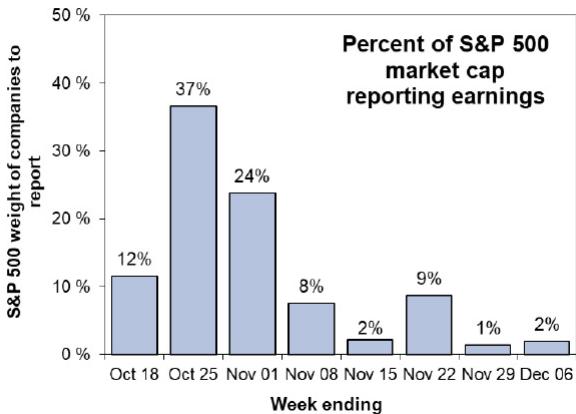 Percent of S&P 500
market cap
reporting earnings
S&P 500 weight of companies to
report
50 %
40 %
30 %
20 %
10 %
0 %
12%
37%
24%
8%
2%
9%
1%
2%
Oct 18 Oct 25 Nov 01 Nov 08 Nov 15 Nov 22 Nov 29 Dec 06
Week ending